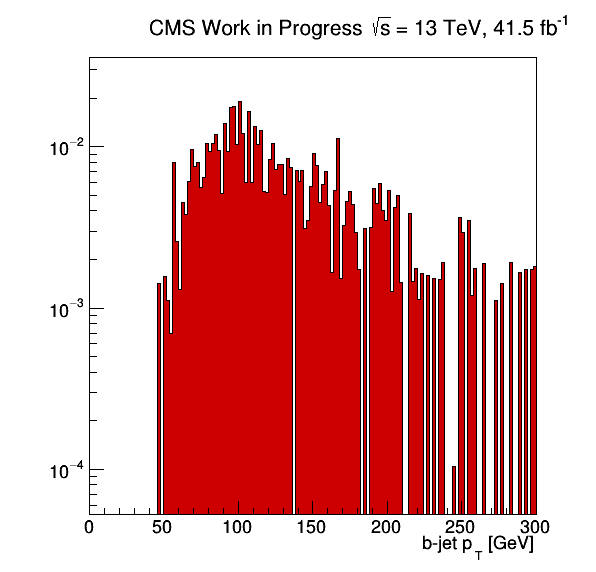 CMS Work in Progress √s = 13 TeV, 41.5 fb⁻¹
10⁻²
10⁻³
10⁻⁴
0 50 100 150 200 250 300
b-jet p_T [GeV]